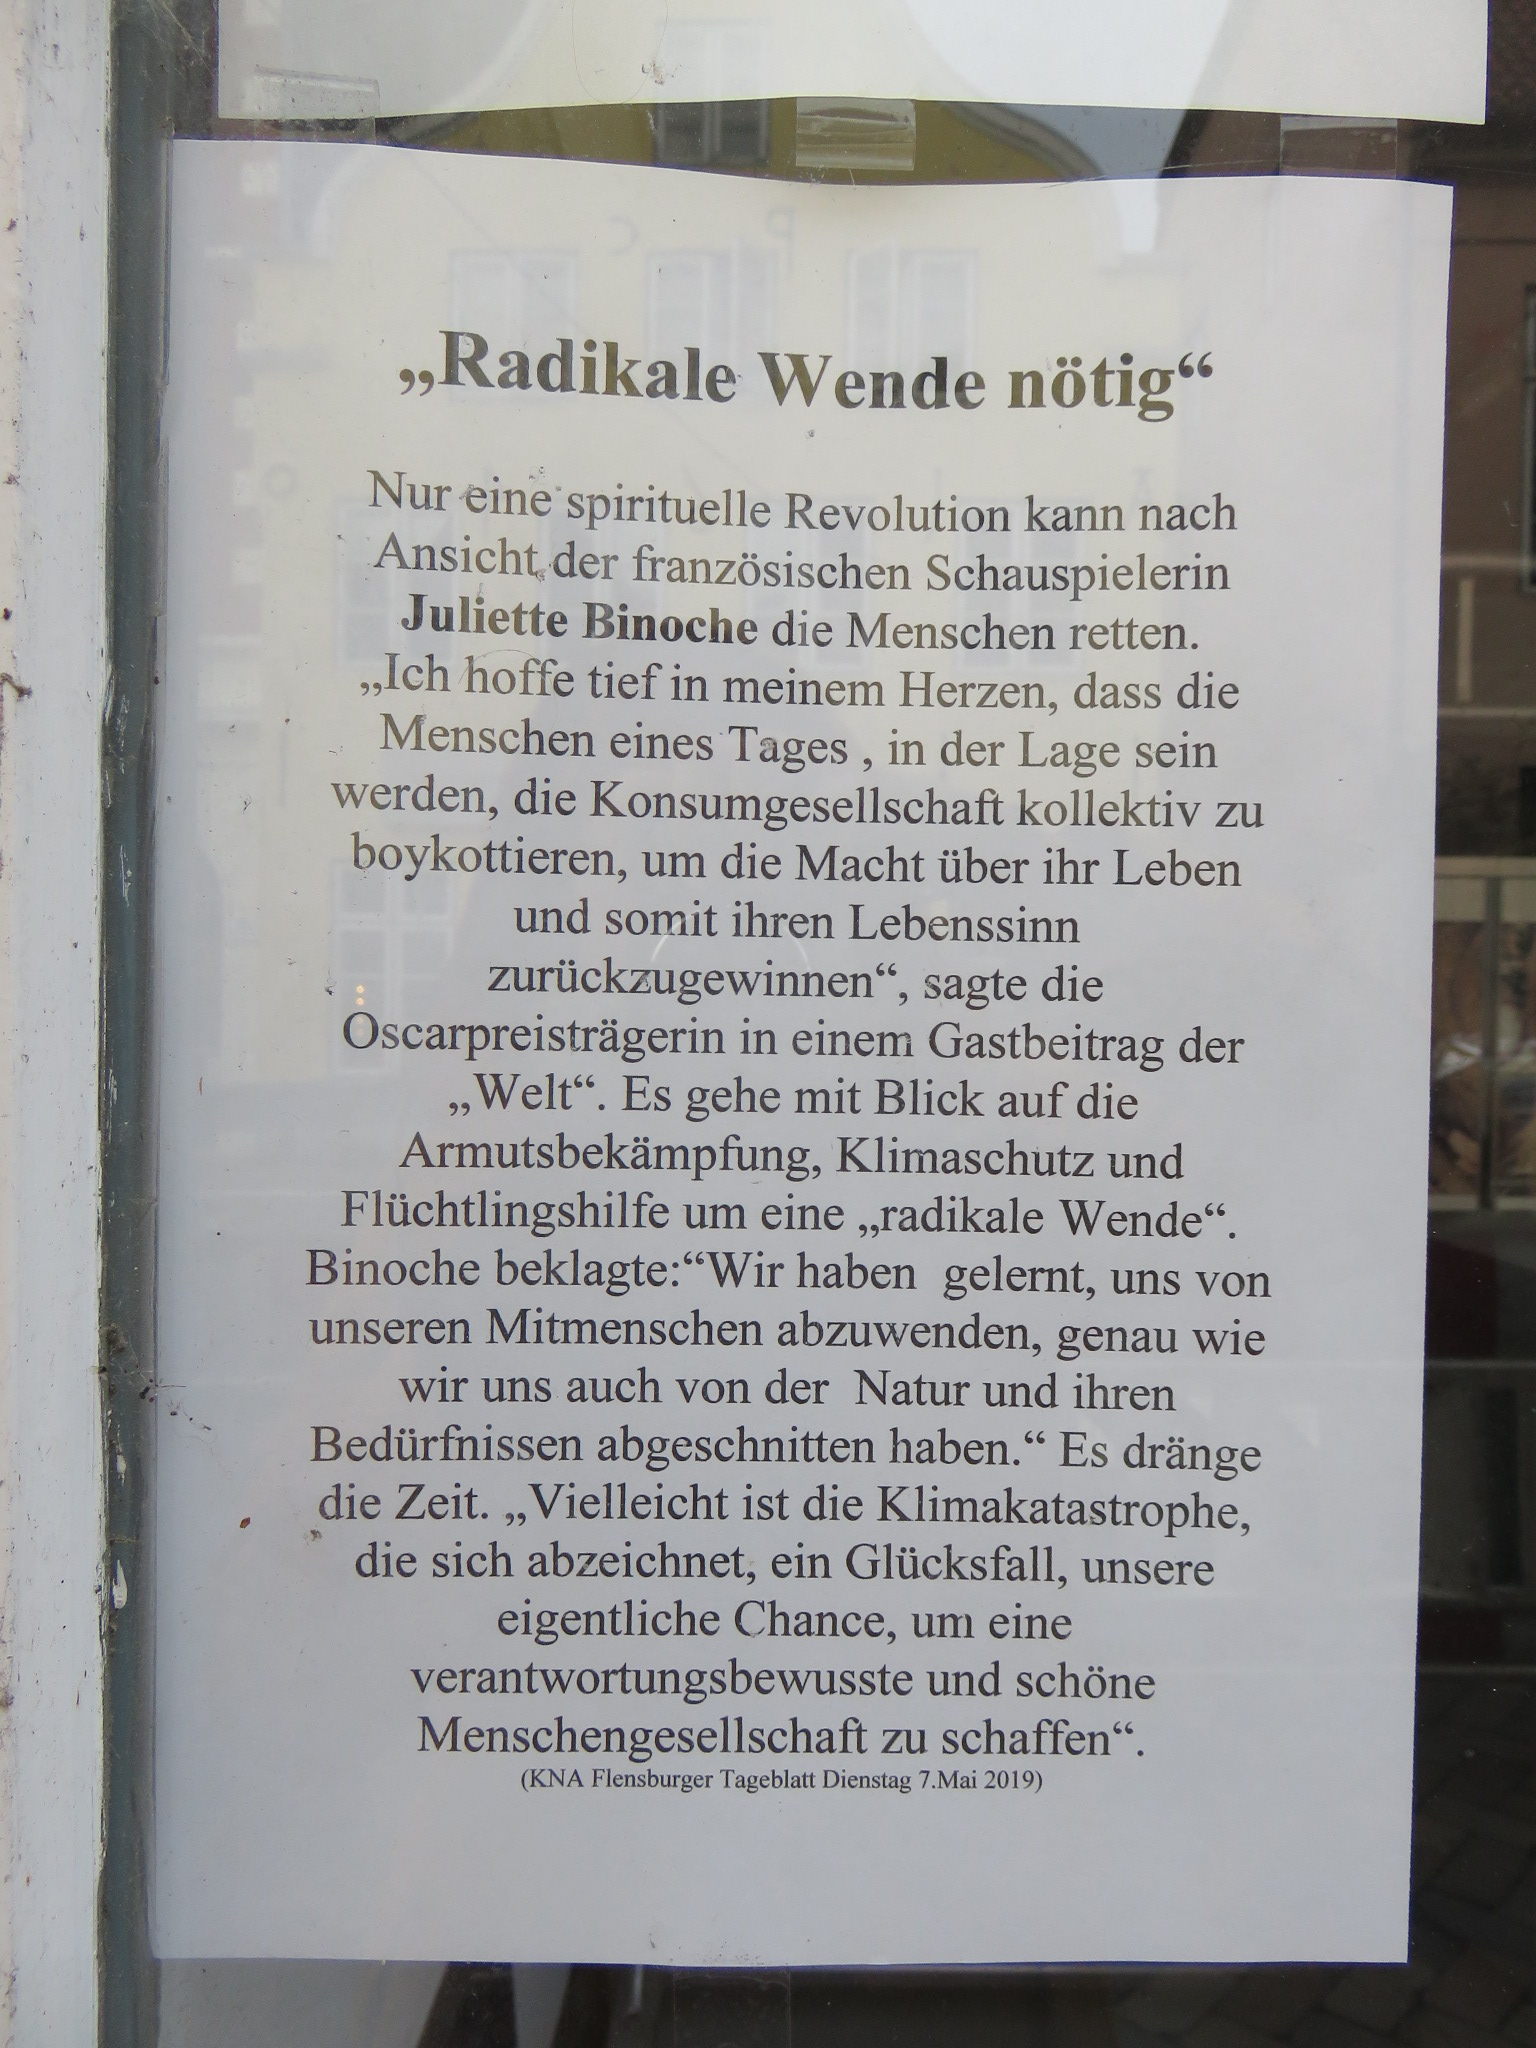 „Radikale Wende nötig“
Nur eine spirituelle Revolution kann nach
Ansicht der französischen Schauspielerin
Juliette Binoche die Menschen retten.
„Ich hoffe tief in meinem Herzen, dass die
Menschen eines Tages , in der Lage sein
werden, die Konsumgesellschaft kollektiv zu
boykottieren, um die Macht über ihr Leben
und somit ihren Lebenssinn
zurückzugewinnen“, sagte die
Oscarpreisträgerin in einem Gastbeitrag der
„Welt“. Es gehe mit Blick auf die
Armutsbekämpfung, Klimaschutz und
Flüchtlingshilfe um eine „radikale Wende“.
Binoche beklagte:“Wir haben  gelernt, uns von
unseren Mitmenschen abzuwenden, genau wie
wir uns auch von der  Natur und ihren
Bedürfnissen abgeschnitten haben.“ Es dränge
die Zeit. „Vielleicht ist die Klimakatastrophe,
die sich abzeichnet, ein Glücksfall, unsere
eigentliche Chance, um eine
verantwortungsbewusste und schöne
Menschengesellschaft zu schaffen“.
(KNA Flensburger Tageblatt Dienstag 7.Mai 2019)